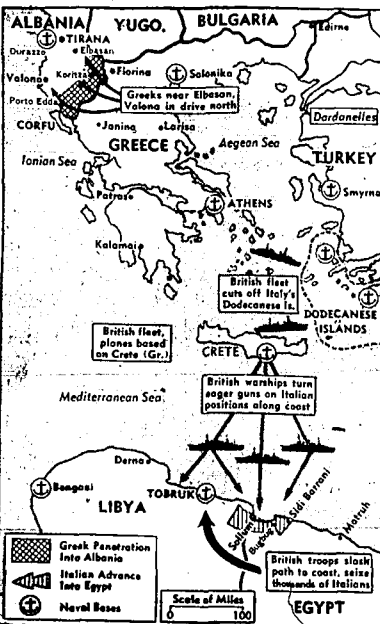 ALBANIA
YUGO.
BULGARIA
TIRANA
Durazzo
Elbasan
Edirne
Koritza
Florina
Salonika
Valona
Porto Edda
Greeks near Elbasan,
Valona in drive north
Dardanelles
CORFU
Janina
Larisa
Aegean Sea
GREECE
TURKEY
Ionian Sea
Smyrna
Patras
ATHENS
Kalamai
British fleet
cuts off Italy's
Dodecanese Is.
DODECANESE
ISLANDS
British fleet,
planes based
on Crete (Gr.)
CRETE
British warships turn
eager guns on Italian
positions along coast
Mediterranean Sea
Derna
Bengasi
TOBRUK
LIBYA
Sidi Barrani
Sollum
Bugbug
Matruh
Greek Penetration
Into Albania
Italian Advance
Into Egypt
Naval Bases
British troops slash
path to coast, seize
thousands of Italians
Scale of Miles
0 100
EGYPT